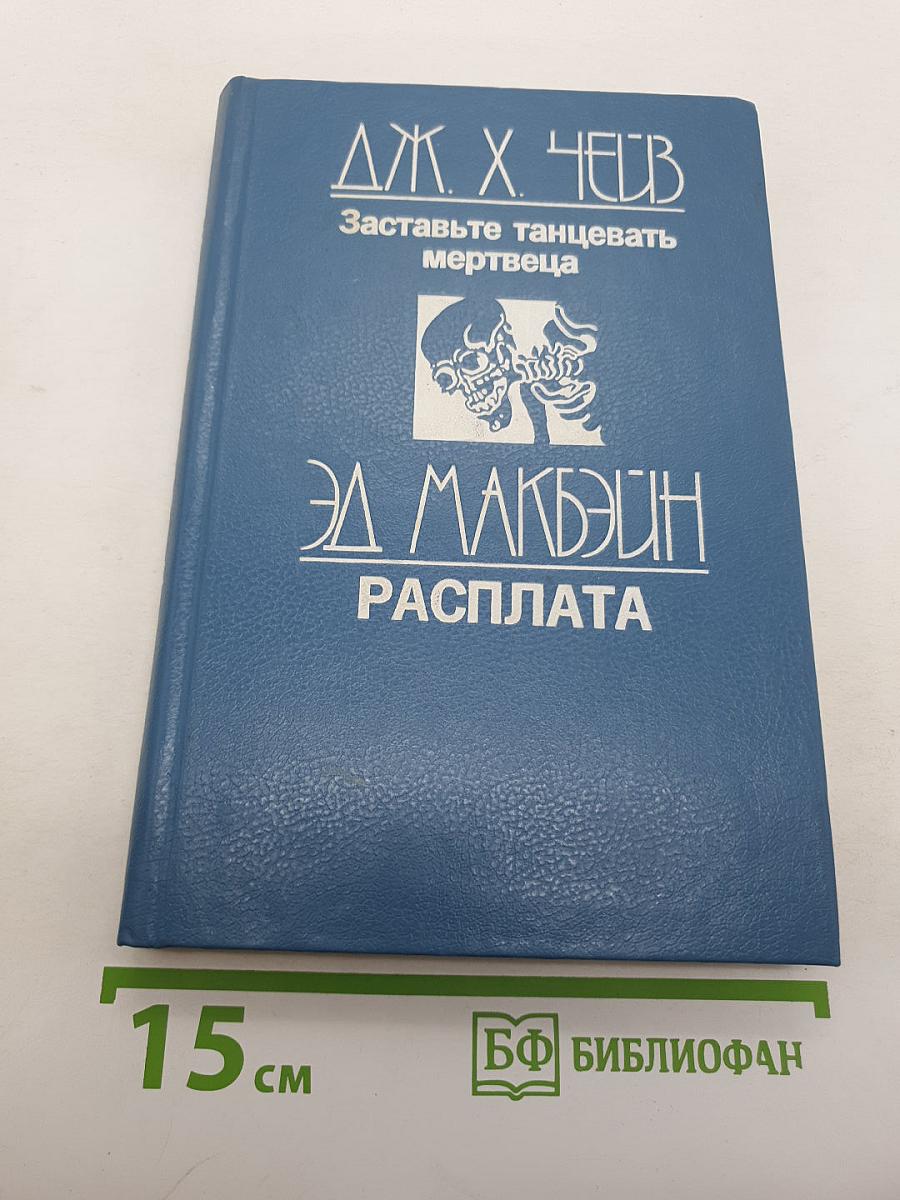 ДЖ. Х. ЧЕЙЗ
Заставьте танцевать
мертвеца
ЭД МАКБЭЙН
РАСПЛАТА
15 см
БФ БИБЛИОФАН